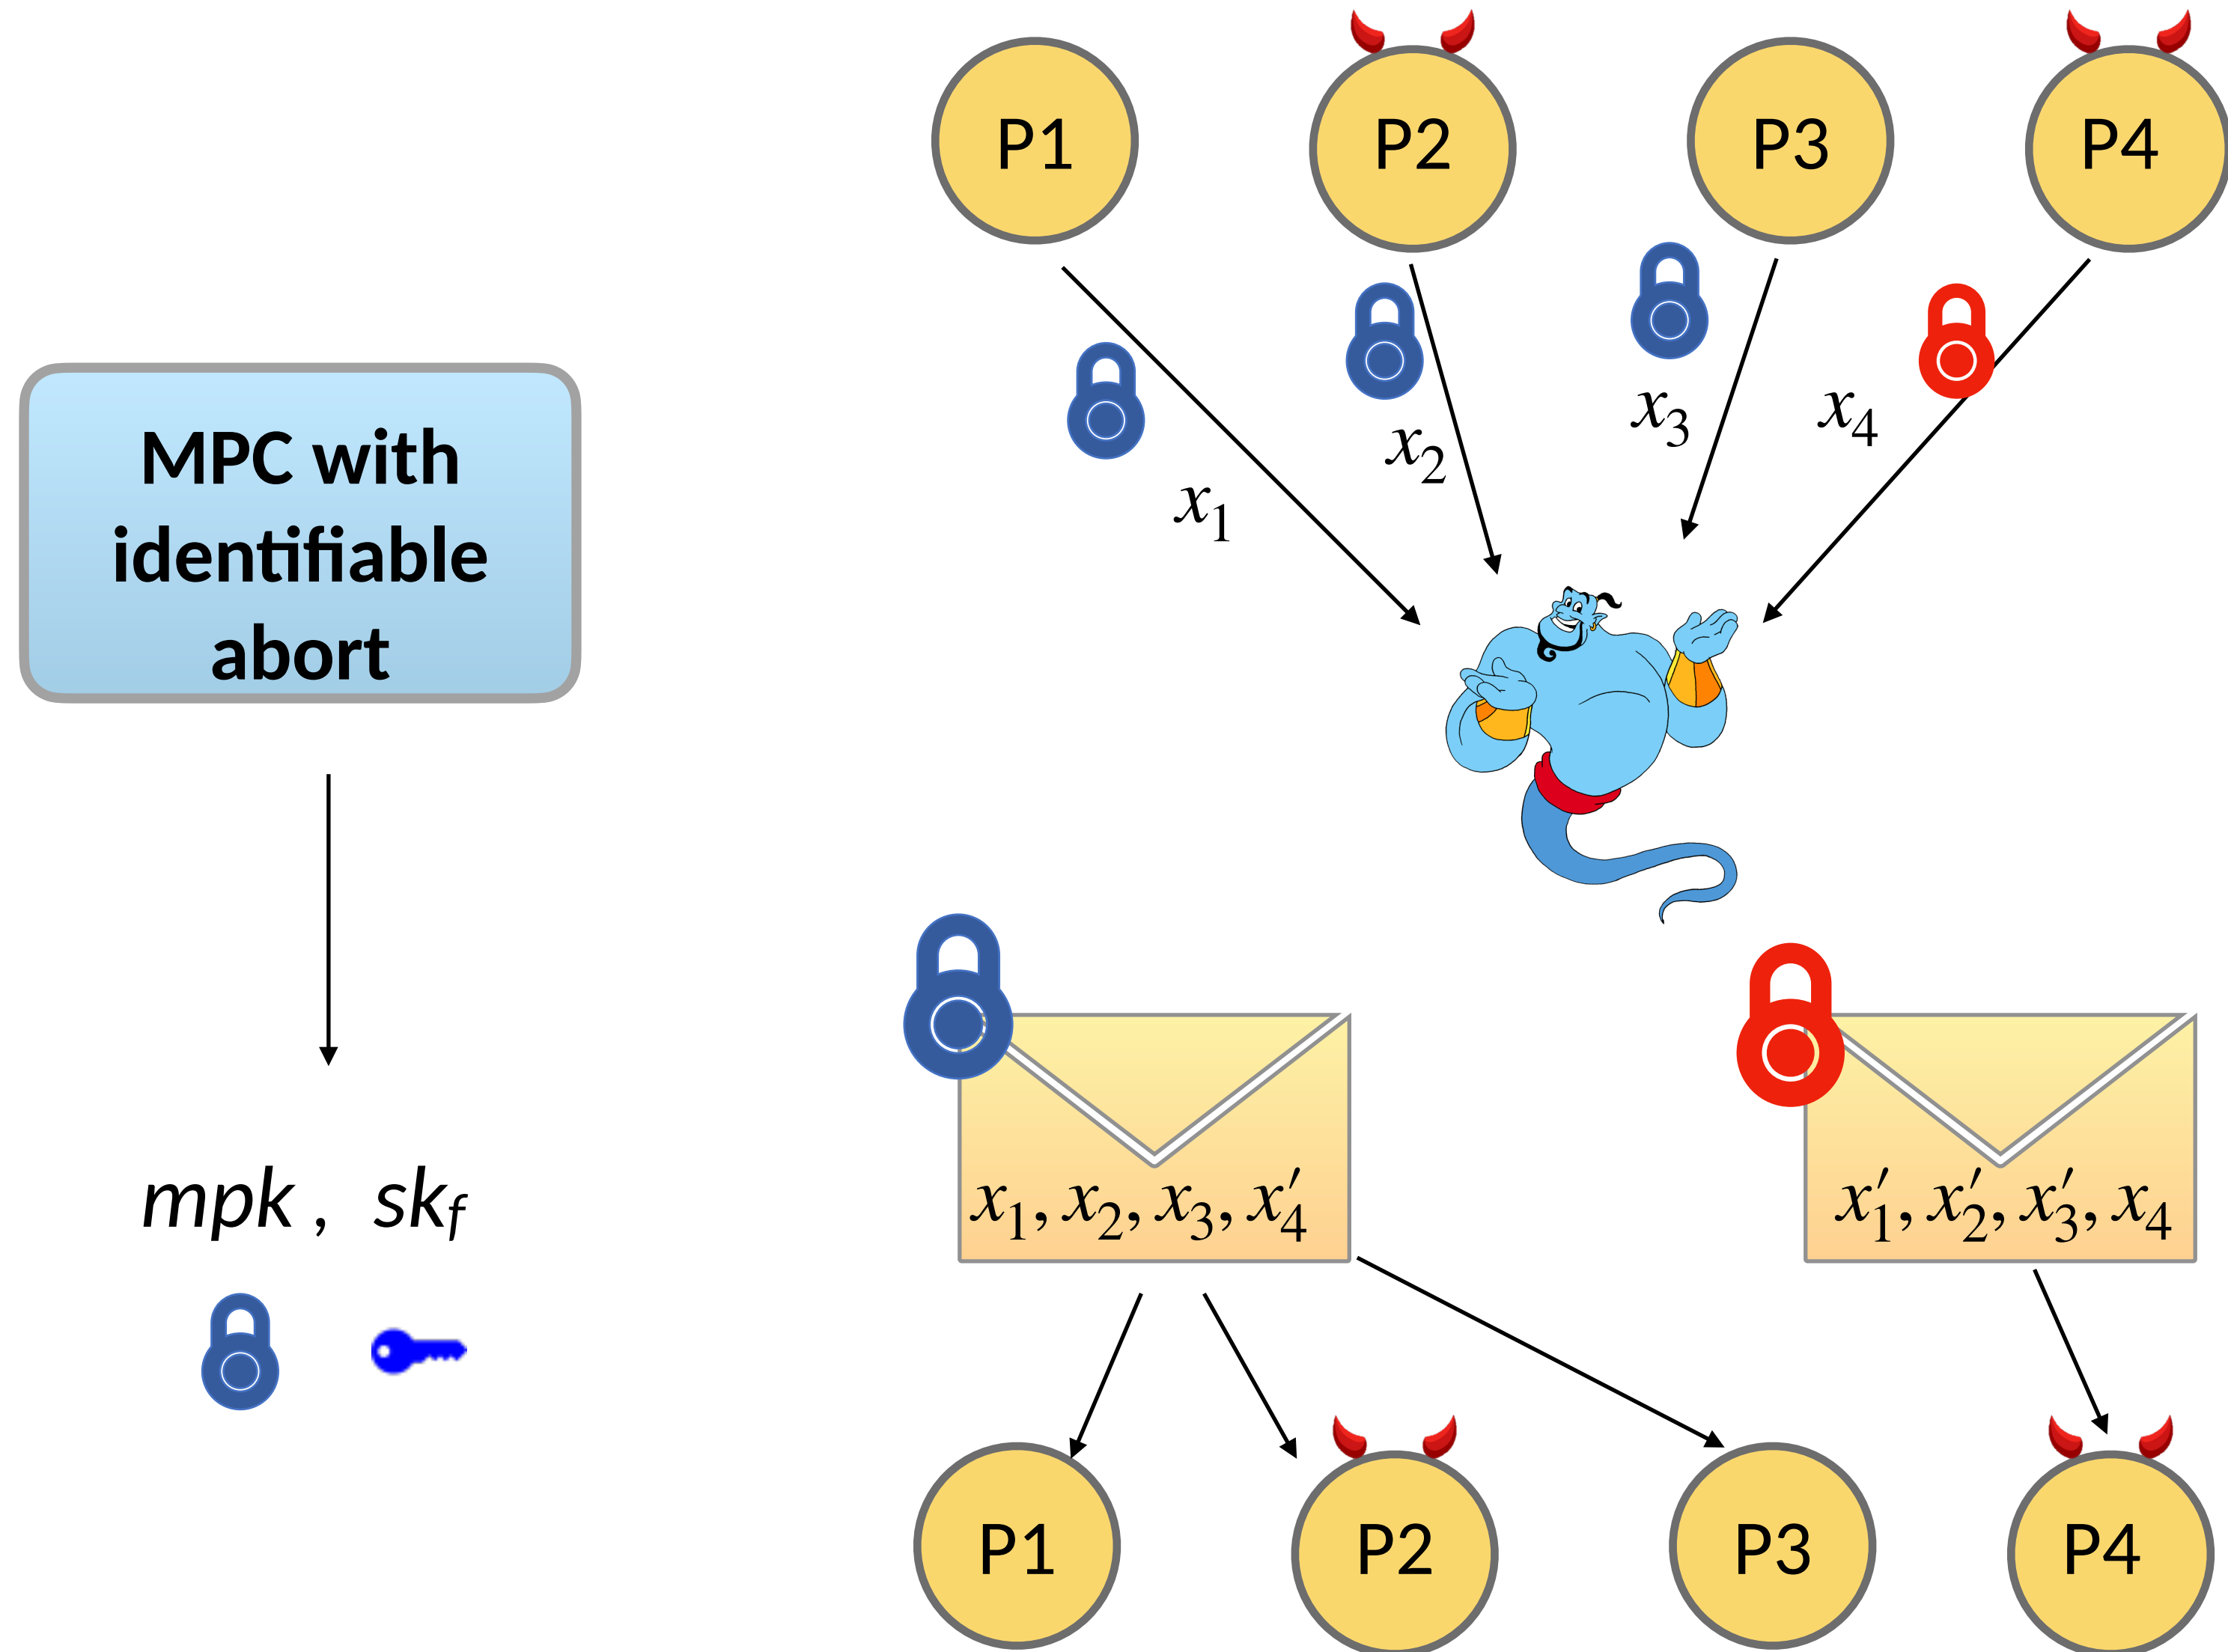 P1 P2 P3 P4
MPC with
identifiable
abort
x₁ x₂ x₃ x₄
mpk , sk_f
x₁, x₂, x₃, x′₄
x′₁, x′₂, x′₃, x₄
P1 P2 P3 P4